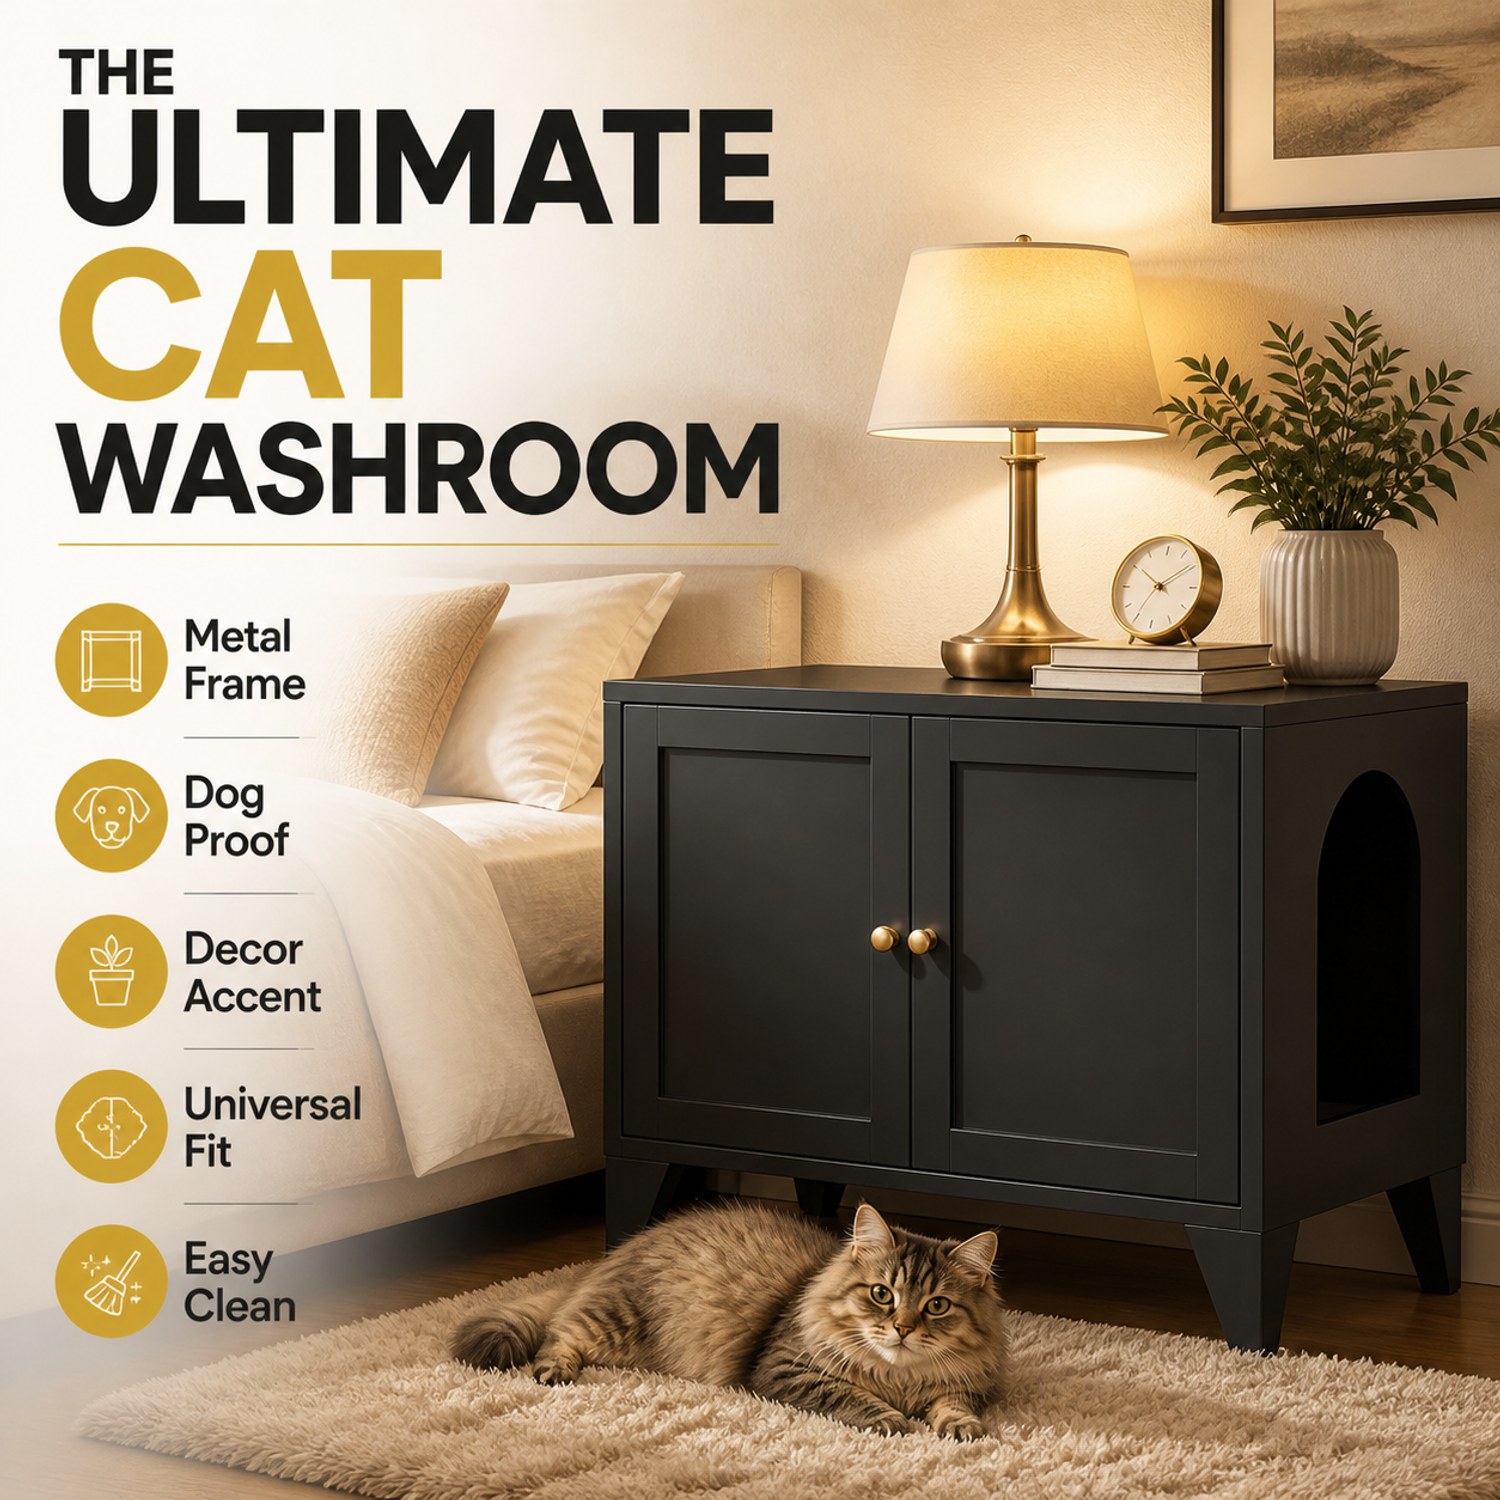 THE
ULTIMATE
CAT
WASHROOM
Metal
Frame
Dog
Proof
Decor
Accent
Universal
Fit
Easy
Clean